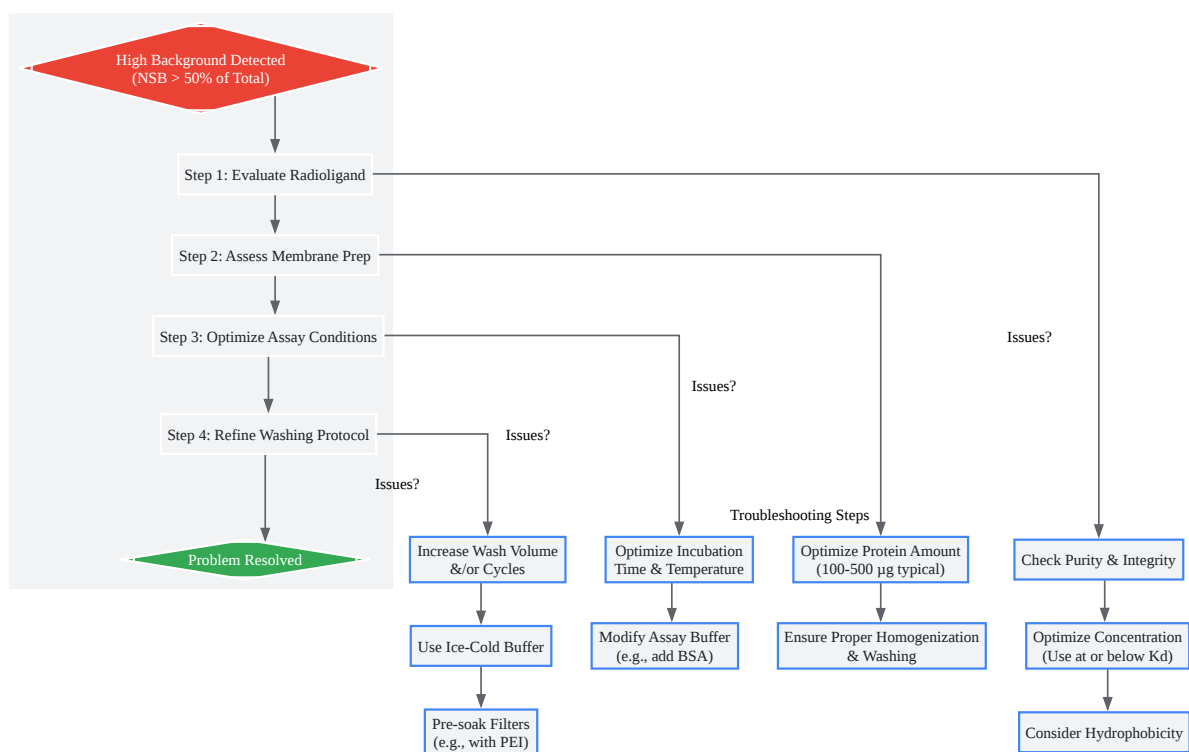 High Background Detected
(NSB > 50% of Total)
Step 1: Evaluate Radioligand
Step 2: Assess Membrane Prep
Step 3: Optimize Assay Conditions
Issues?
Issues?
Step 4: Refine Washing Protocol
Issues?
Issues?
Troubleshooting Steps
Problem Resolved
Increase Wash Volume
&/or Cycles
Optimize Incubation
Time & Temperature
Optimize Protein Amount
(100-500 µg typical)
Check Purity & Integrity
Use Ice-Cold Buffer
Modify Assay Buffer
(e.g., add BSA)
Ensure Proper Homogenization
& Washing
Optimize Concentration
(Use at or below Kd)
Pre-soak Filters
(e.g., with PEI)
Consider Hydrophobicity